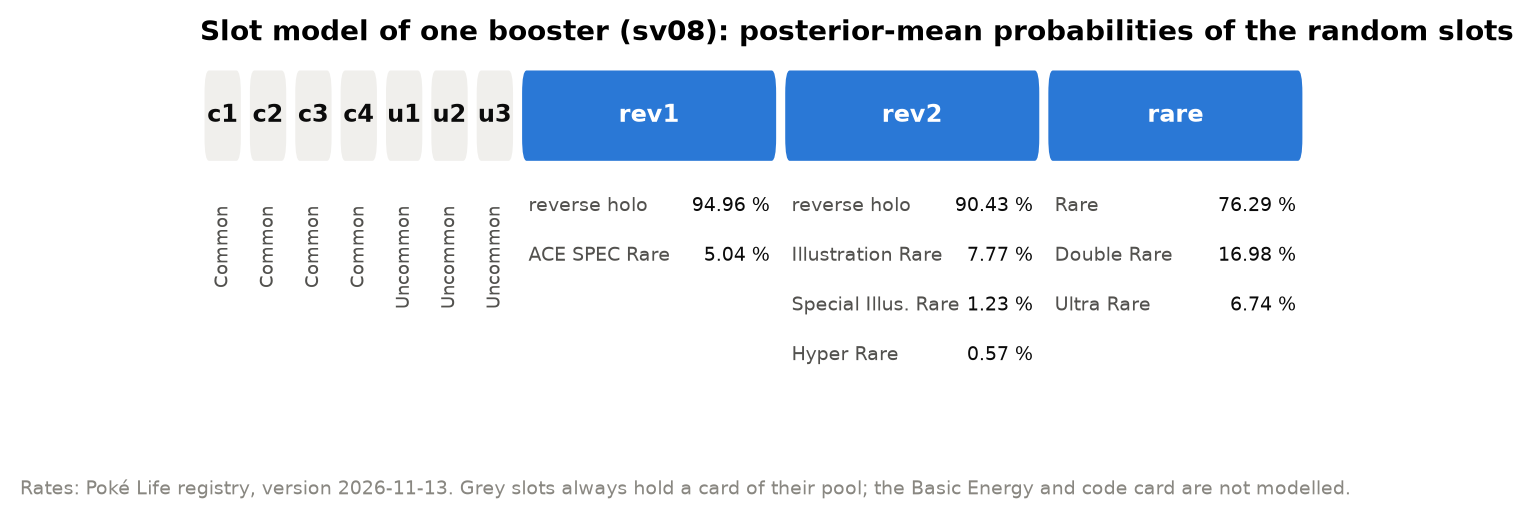 Slot model of one booster (sv08): posterior-mean probabilities of the random slots
c1 c2 c3 c4 u1 u2 u3 rev1 rev2 rare
Common Common Common Common Uncommon Uncommon Uncommon
reverse holo 94.96 % reverse holo 90.43 % Rare 76.29 %
ACE SPEC Rare 5.04 % Illustration Rare 7.77 % Double Rare 16.98 %
Special Illus. Rare 1.23 % Ultra Rare 6.74 %
Hyper Rare 0.57 %
Rates: Poké Life registry, version 2026-11-13. Grey slots always hold a card of their pool; the Basic Energy and code card are not modelled.